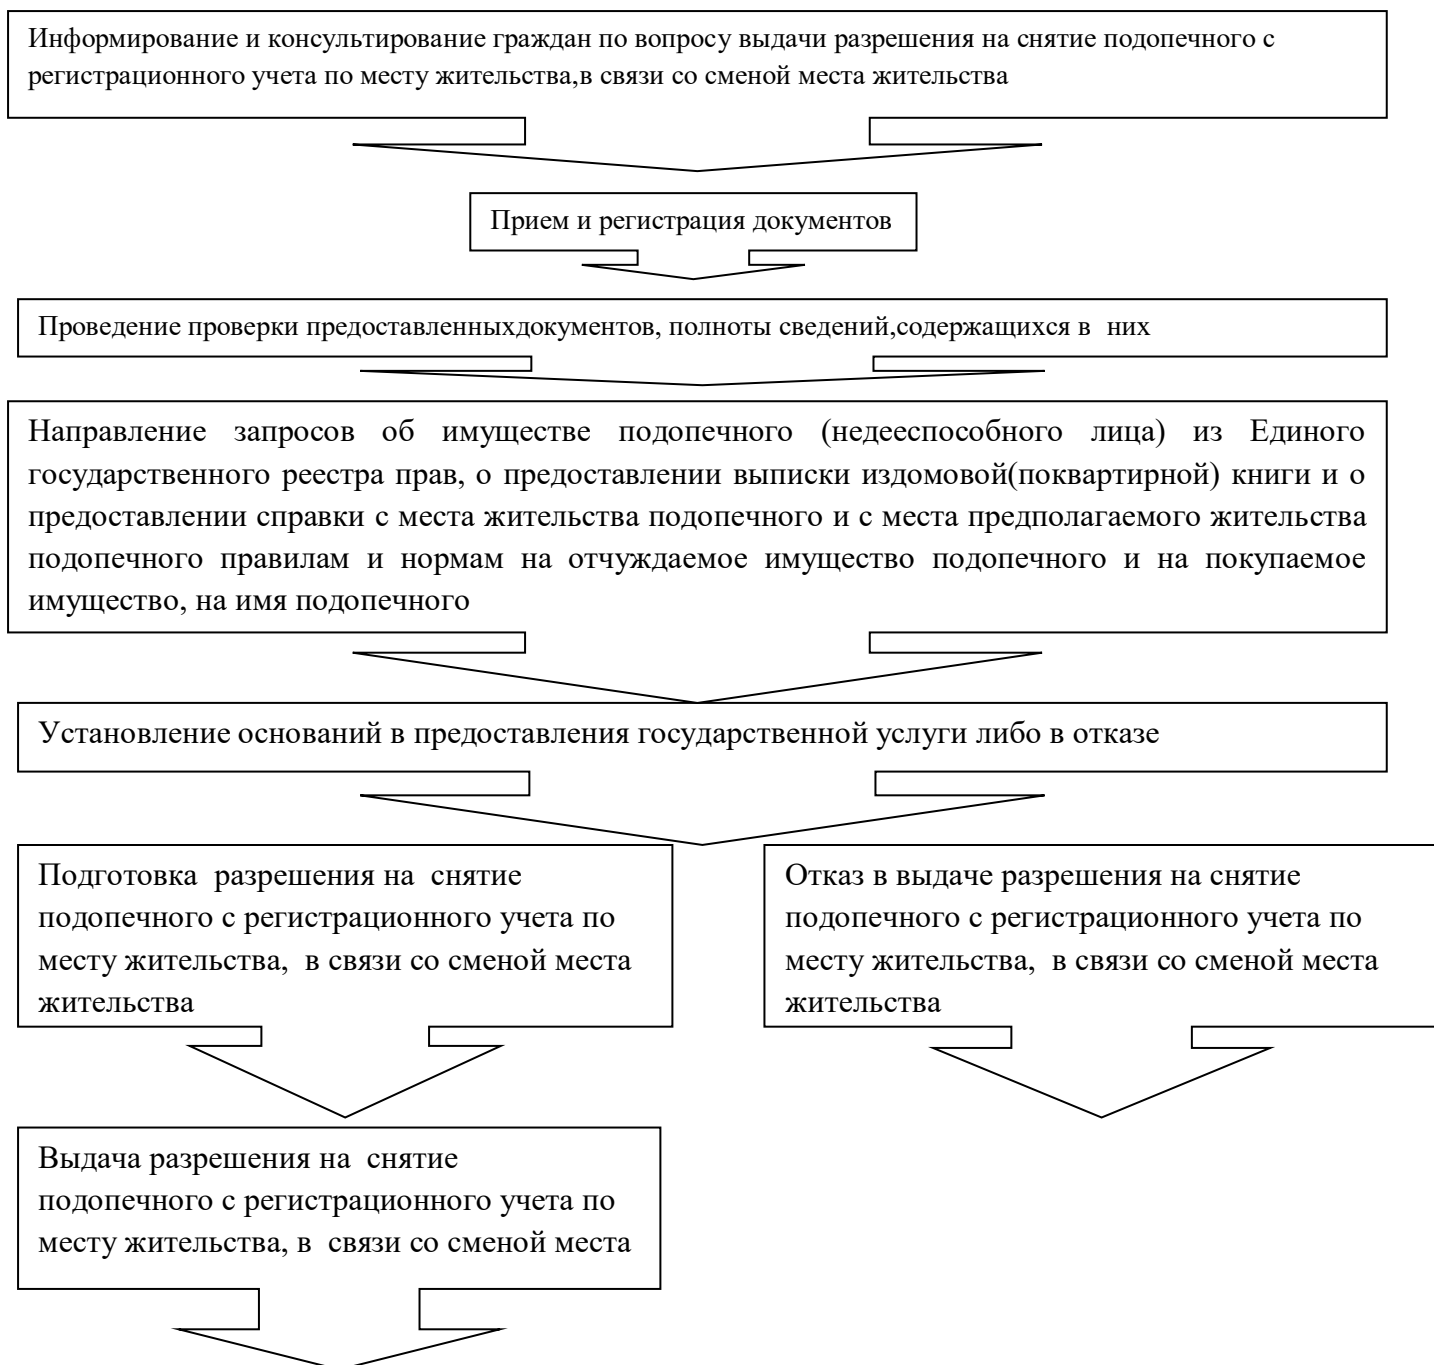 Информирование и консультирование граждан по вопросу выдачи разрешения на снятие подопечного с
регистрационного учета по месту жительства,в связи со сменой места жительства
Прием и регистрация документов
Проведение проверки предоставленныхдокументов, полноты сведений,содержащихся в них
Направление запросов об имуществе подопечного (недееспособного лица) из Единого
государственного реестра прав, о предоставлении выписки издомовой(поквартирной) книги и о
предоставлении справки с места жительства подопечного и с места предполагаемого жительства
подопечного правилам и нормам на отчуждаемое имущество подопечного и на покупаемое
имущество, на имя подопечного
Установление оснований в предоставления государственной услуги либо в отказе
Подготовка разрешения на снятие
подопечного с регистрационного учета по
месту жительства, в связи со сменой места
жительства
Отказ в выдаче разрешения на снятие
подопечного с регистрационного учета по
месту жительства, в связи со сменой места
жительства
Выдача разрешения на снятие
подопечного с регистрационного учета по
месту жительства, в связи со сменой места